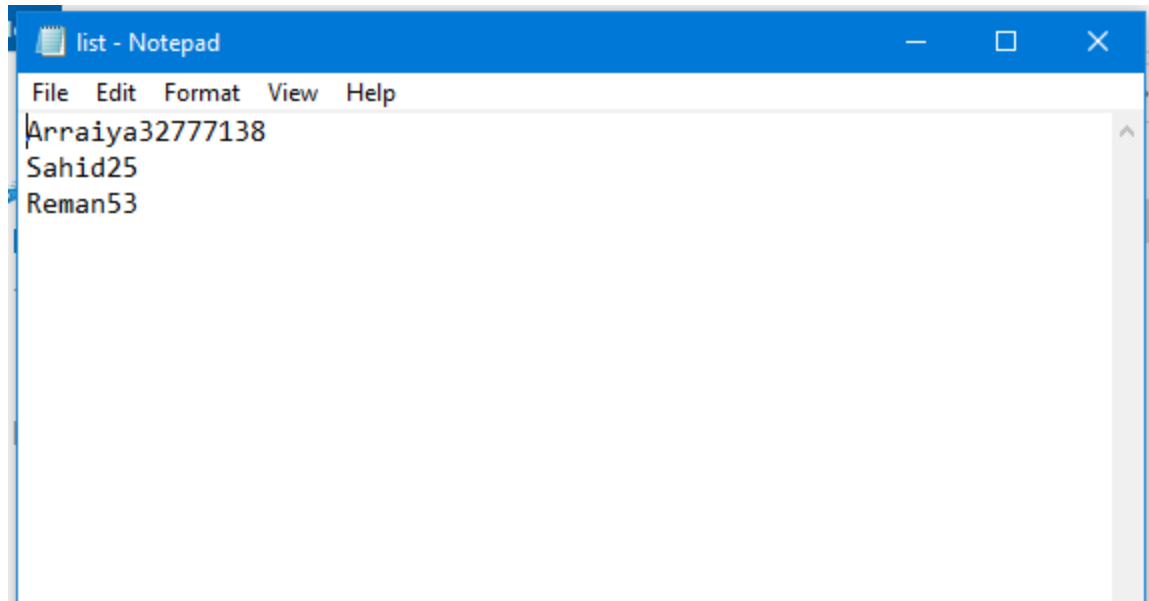 list - Notepad
File Edit Format View Help
Arraiya32777138
Sahid25
Reman53